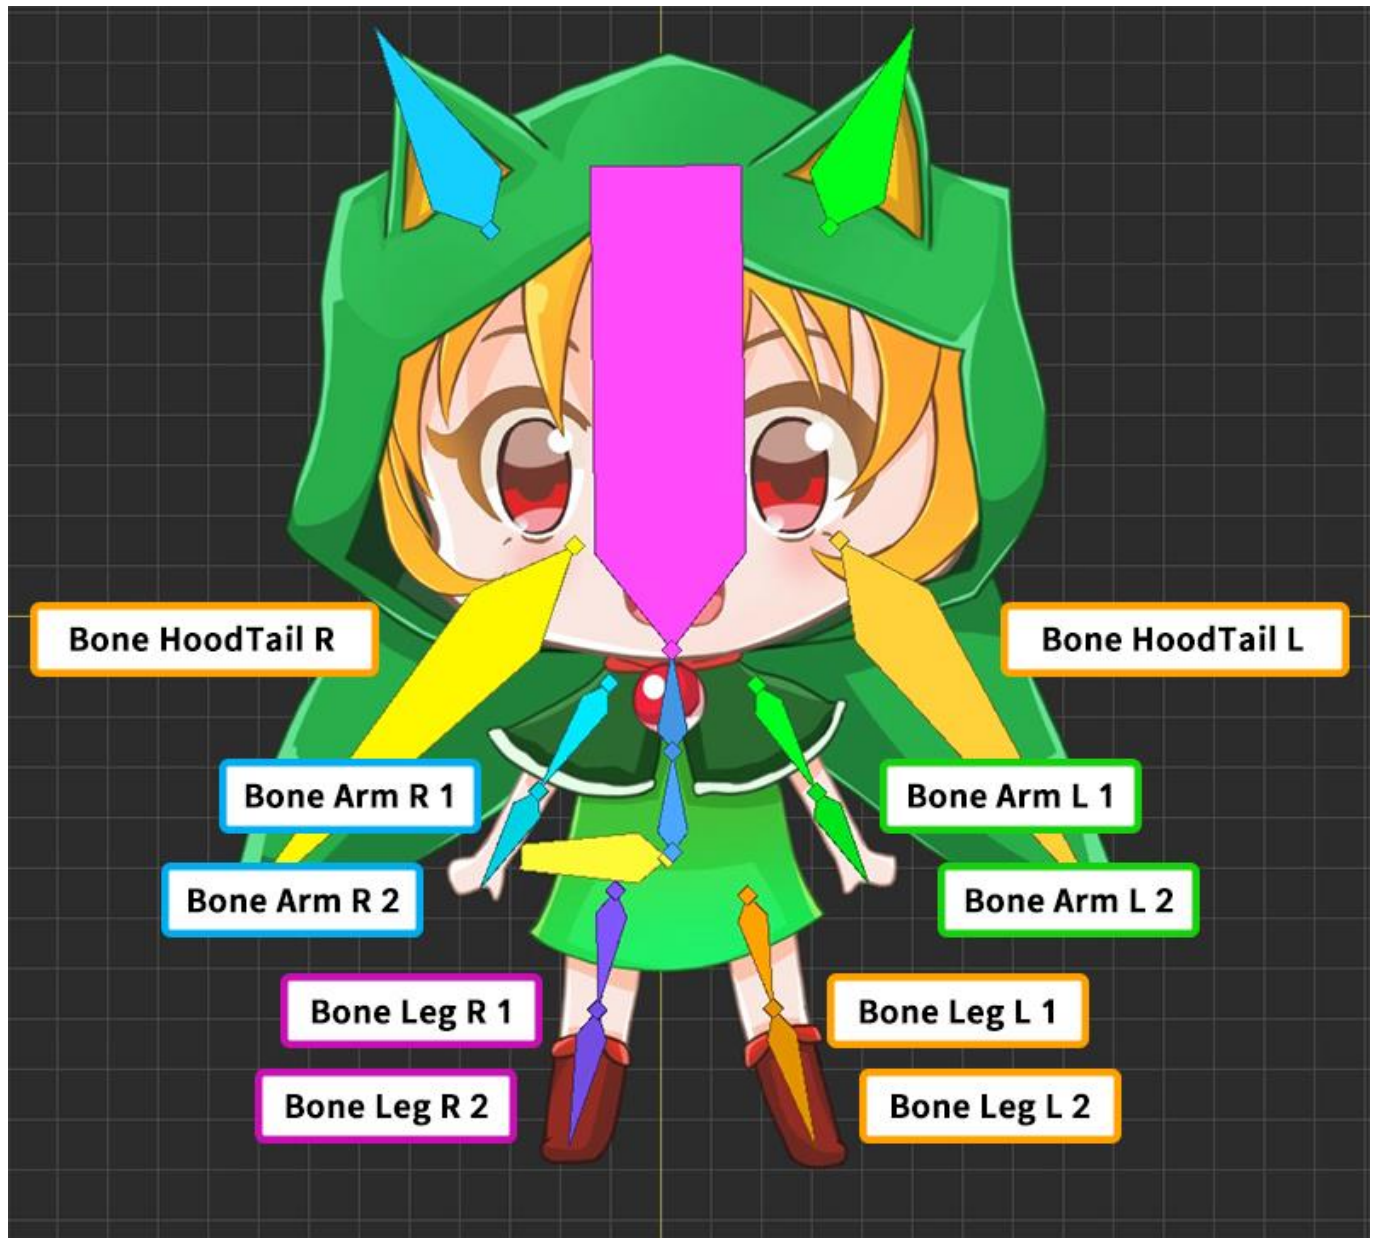 Bone HoodTail R
Bone HoodTail L
Bone Arm R 1
Bone Arm L 1
Bone Arm R 2
Bone Arm L 2
Bone Leg R 1
Bone Leg L 1
Bone Leg R 2
Bone Leg L 2